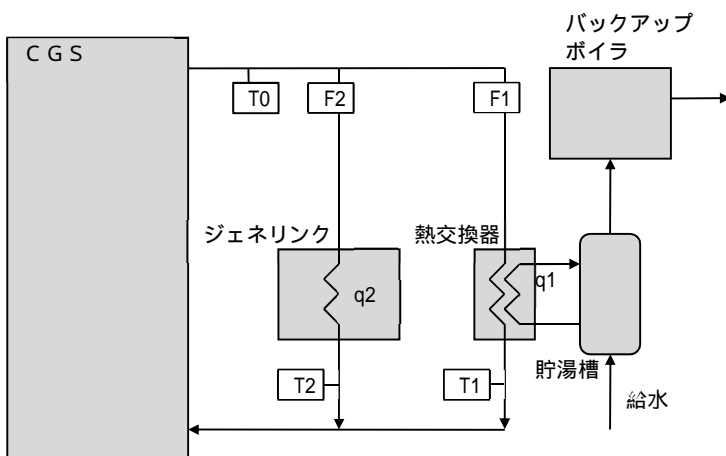 バックアップ
ボイラ
ＣＧＳ
T0
F2
F1
ジェネリンク
熱交換器
q2
q1
T2
T1
貯湯槽
給水